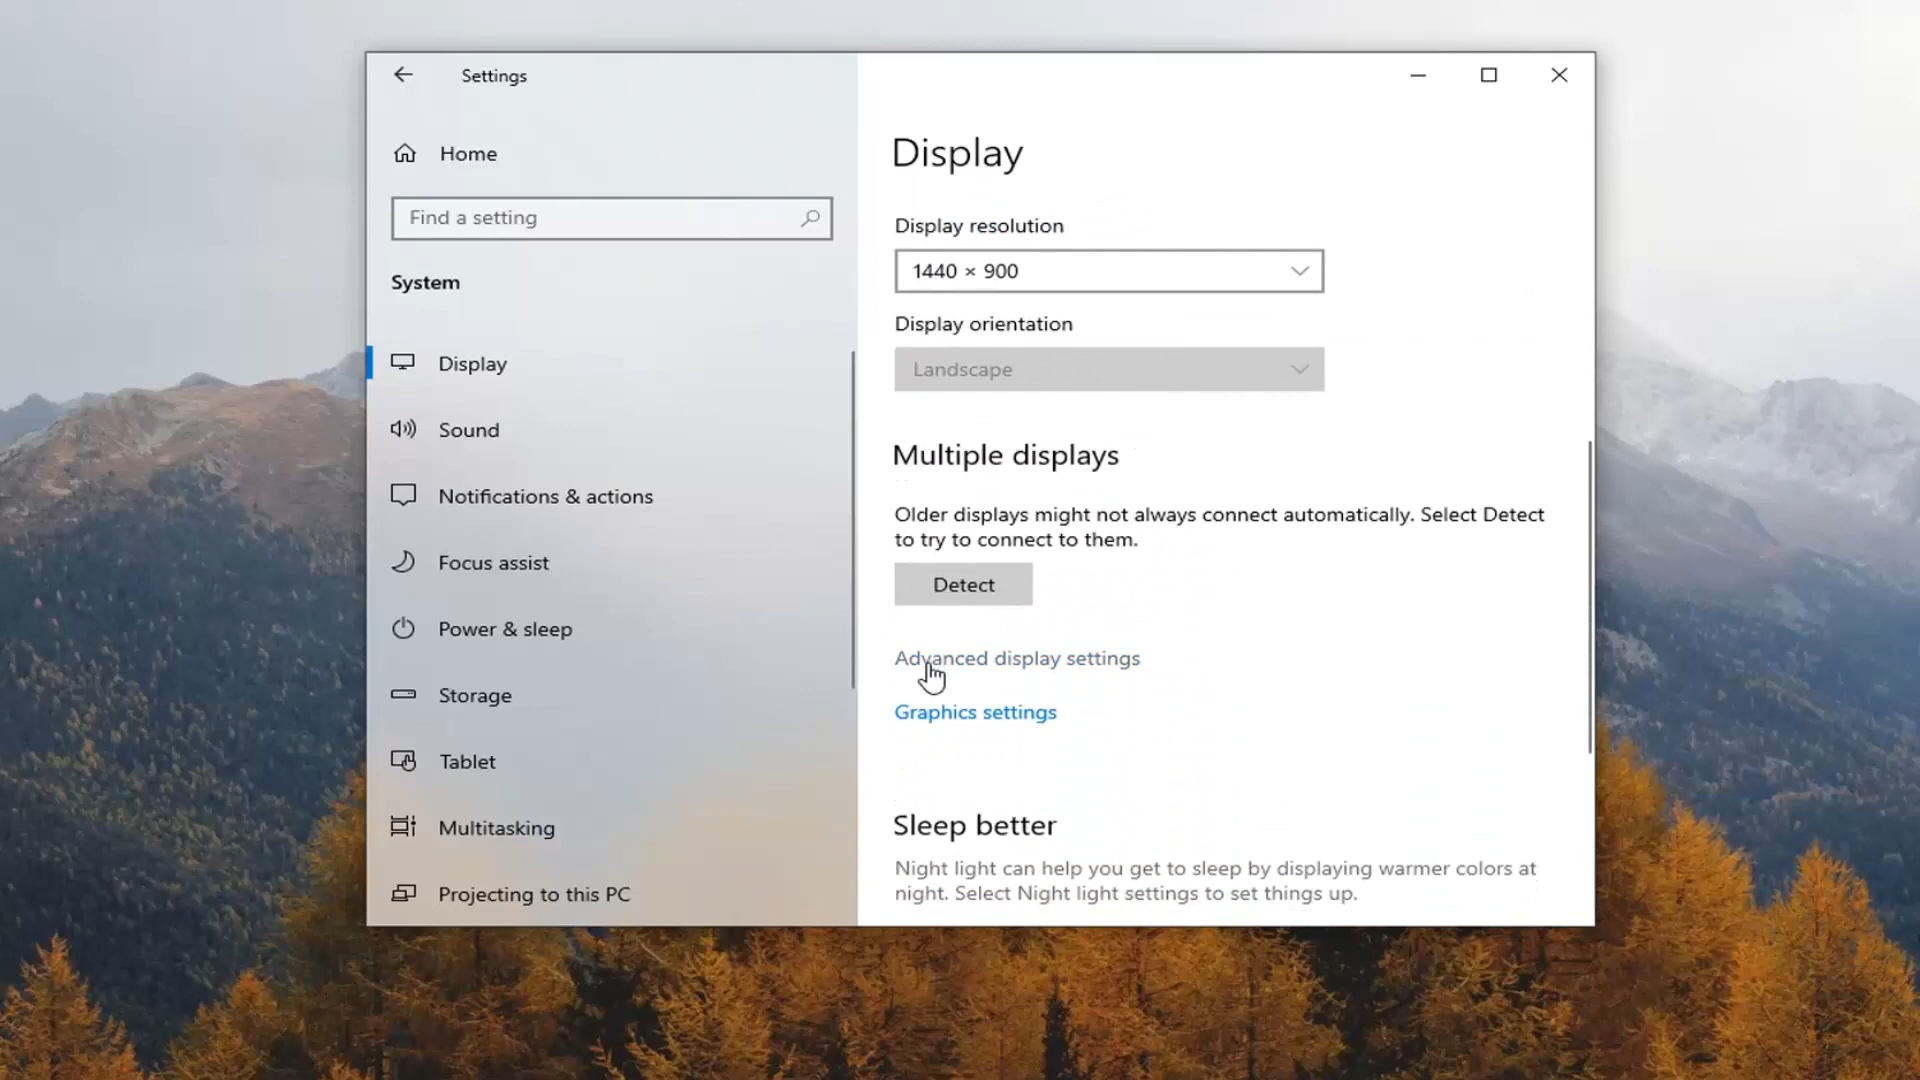 Settings
Home
Find a setting
System
Display
Sound
Notifications & actions
Focus assist
Power & sleep
Storage
Tablet
Multitasking
Projecting to this PC
Display
Display resolution
1440 × 900
Display orientation
Landscape
Multiple displays
Older displays might not always connect automatically. Select Detect
to try to connect to them.
Detect
Advanced display settings
Graphics settings
Sleep better
Night light can help you get to sleep by displaying warmer colors at
night. Select Night light settings to set things up.